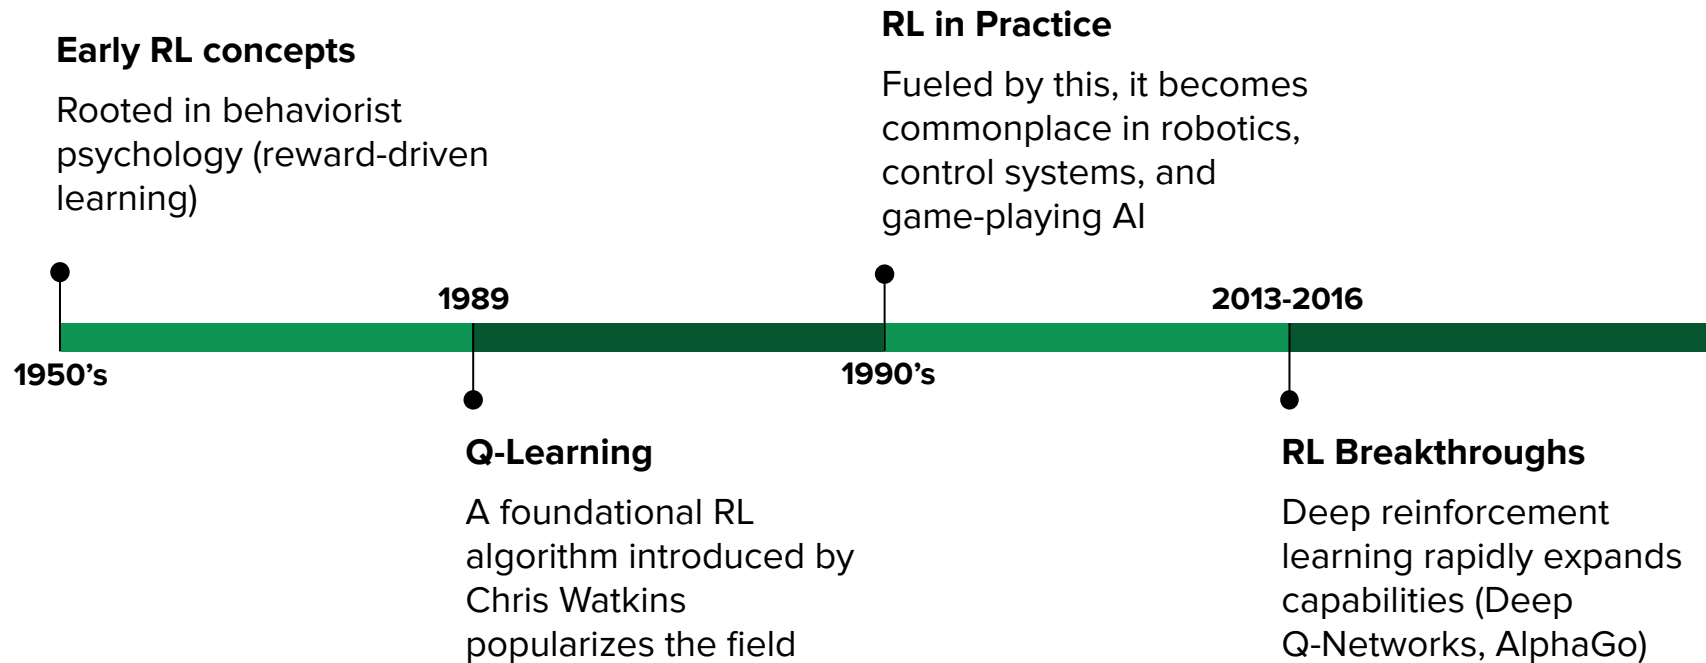 Early RL concepts
Rooted in behaviorist
psychology (reward-driven
learning)
1950’s
1989
Q-Learning
A foundational RL
algorithm introduced by
Chris Watkins
popularizes the field
RL in Practice
Fueled by this, it becomes
commonplace in robotics,
control systems, and
game-playing AI
1990’s
2013-2016
RL Breakthroughs
Deep reinforcement
learning rapidly expands
capabilities (Deep
Q-Networks, AlphaGo)